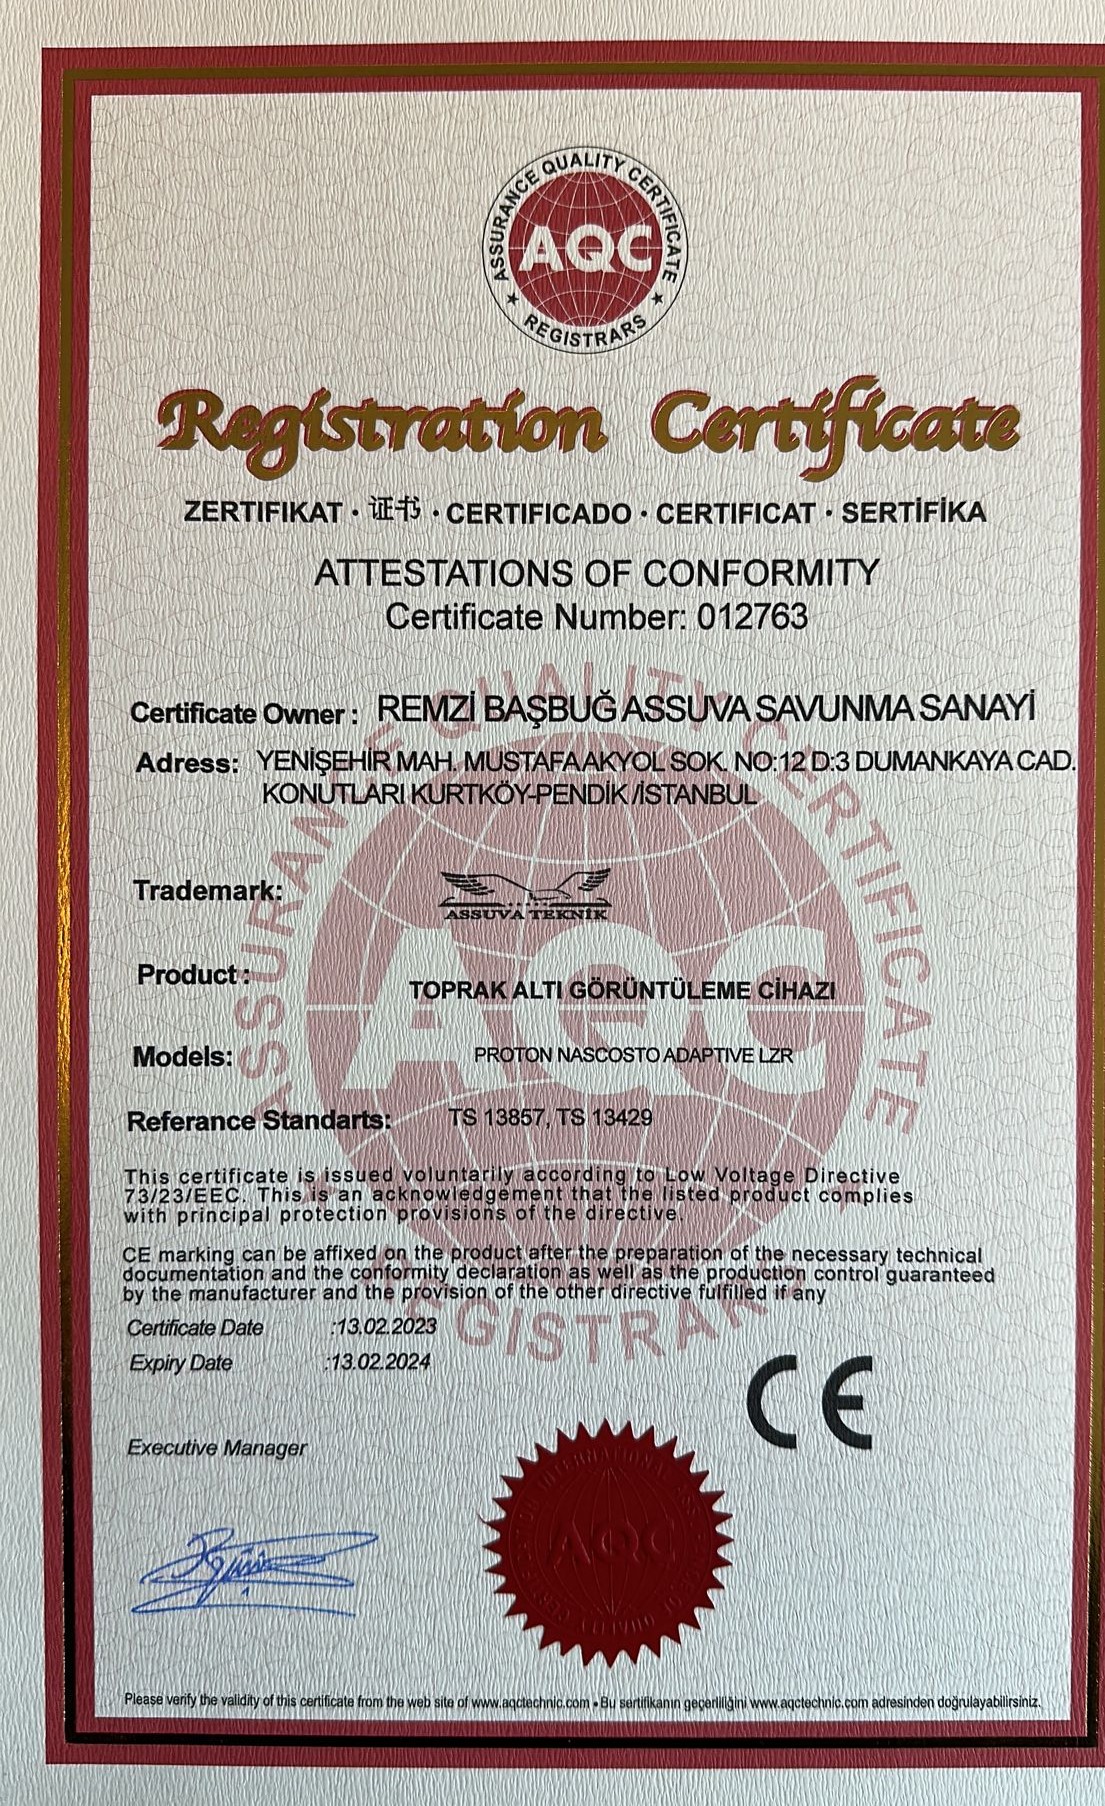 ASSURANCE QUALITY CERTIFICATE
AQC
REGISTRARS
Registration Certificate
ZERTIFIKAT · 证书 · CERTIFICADO · CERTIFICAT · SERTİFİKA
ATTESTATIONS OF CONFORMITY
Certificate Number: 012763
Certificate Owner : REMZİ BAŞBUĞ ASSUVA SAVUNMA SANAYİ
Adress: YENİŞEHİR MAH. MUSTAFA AKYOL SOK. NO:12 D:3 DUMANKAYA CAD.
KONUTLARI KURTKÖY-PENDİK /İSTANBUL
Trademark:
ASSUVA TEKNİK
Product :
TOPRAK ALTI GÖRÜNTÜLEME CİHAZI
Models: PROTON NASCOSTO ADAPTIVE LZR
Referance Standarts: TS 13857, TS 13429
This certificate is issued voluntarily according to Low Voltage Directive
73/23/EEC. This is an acknowledgement that the listed product complies
with principal protection provisions of the directive.
CE marking can be affixed on the product after the preparation of the necessary technical
documentation and the conformity declaration as well as the production control guaranteed
by the manufacturer and the provision of the other directive fulfilled if any
Certificate Date :13.02.2023
Expiry Date :13.02.2024
CE
Executive Manager
AQC
Please verify the validity of this certificate from the web site of www.aqctechnic.com • Bu sertifikanın geçerliliğini www.aqctechnic.com adresinden doğrulayabilirsiniz.